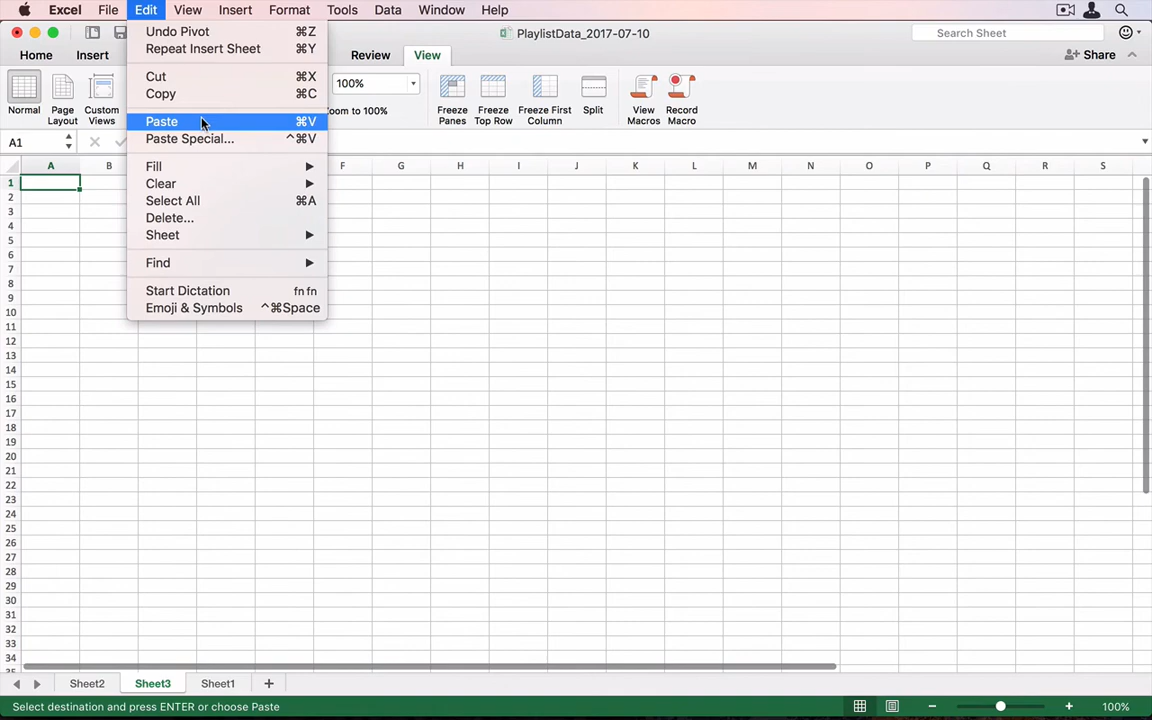 Excel File Edit View Insert Format Tools Data Window Help
PlaylistData_2017-07-10
Search Sheet
Home Insert Review View
Share
Undo Pivot ⌘Z
Repeat Insert Sheet ⌘Y
Cut ⌘X
Copy ⌘C
Paste ⌘V
Paste Special... ^⌘V
Fill
Clear
Select All ⌘A
Delete...
Sheet
Find
Start Dictation fn fn
Emoji & Symbols ^⌘Space
Normal
Page
Layout
Custom
Views
100%
oom to 100%
Freeze
Panes
Freeze
Top Row
Freeze First
Column
Split
View
Macros
Record
Macro
A1
A B F G H I J K L M N O P Q R S
1
2
3
4
5
6
7
8
9
10
11
12
13
14
15
16
17
18
19
20
21
22
23
24
25
26
27
28
29
30
31
32
33
34
35
Sheet2 Sheet3 Sheet1 +
Select destination and press ENTER or choose Paste
− + 100%